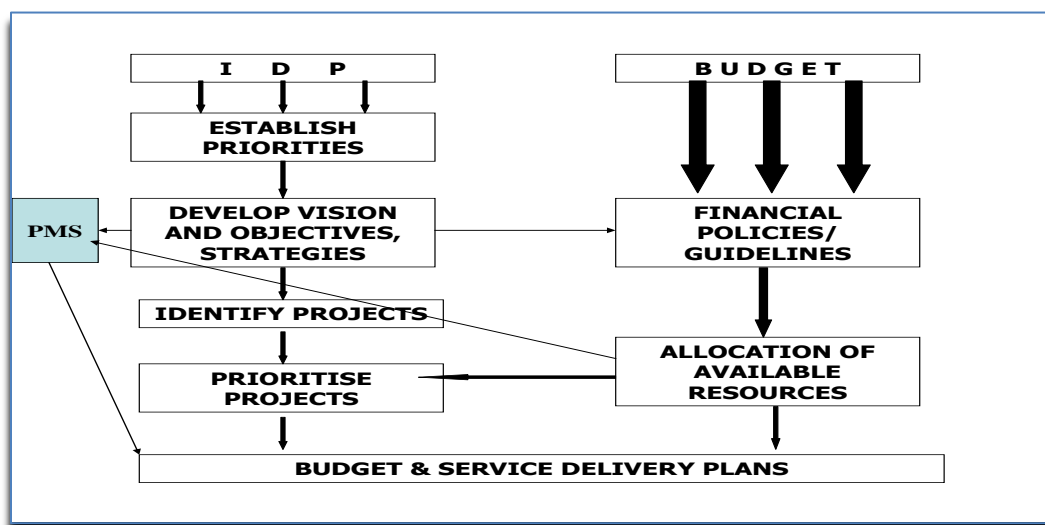 I D P
B U D G E T
ESTABLISH
PRIORITIES
PMS
DEVELOP VISION
AND OBJECTIVES,
STRATEGIES
FINANCIAL
POLICIES/
GUIDELINES
IDENTIFY PROJECTS
PRIORITISE
PROJECTS
ALLOCATION OF
AVAILABLE
RESOURCES
BUDGET & SERVICE DELIVERY PLANS